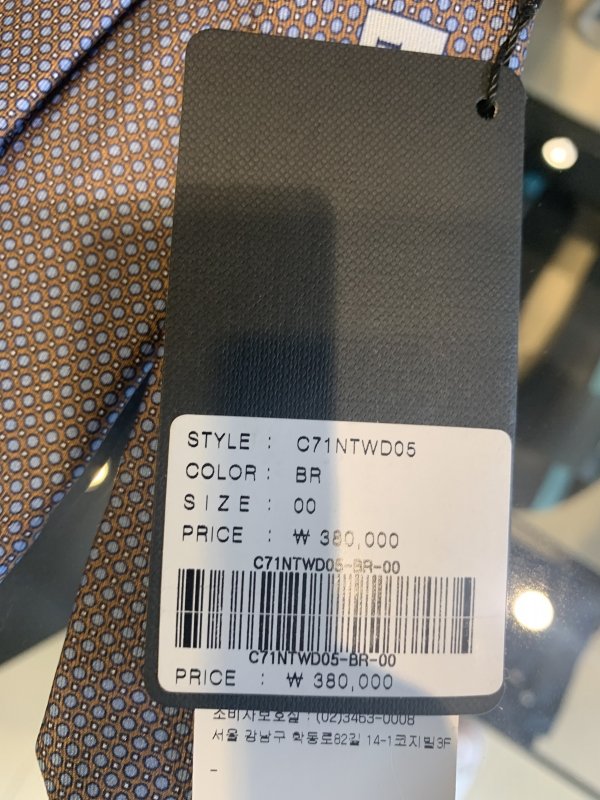 STYLE : C71NTWD05
COLOR : BR
SIZE : 00
PRICE : ₩ 380,000
C71NTWD05-BR-00
C71NTWD05-BR-00
PRICE : ₩ 380,000
소비자보호실 : (02)3463-0008
서울 강남구 학동로82길 14-1코지빌3F
-